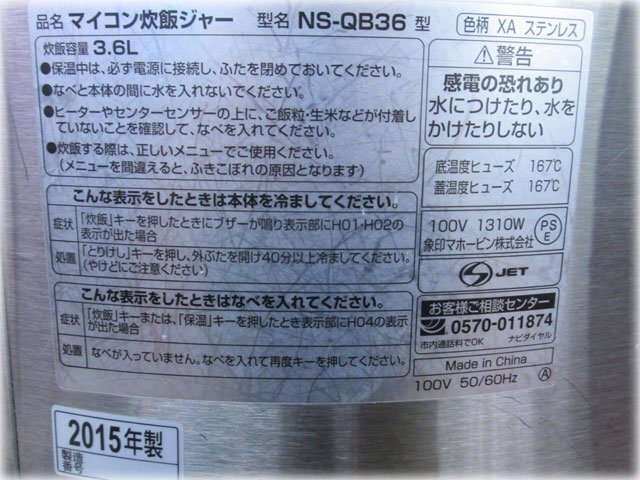 品名 マイコン炊飯ジャー 型名 NS-QB36 型
炊飯容量 3.6L
●保温中は、必ず電源に接続し、ふたを閉めておいてください。
●なべと本体の間に水を入れないでください。
●ヒーターやセンターセンサーの上に、ご飯粒・生米などが付着
していないことを確認して、なべを入れてください。
●炊飯する際は、正しいメニューでご使用ください。
(メニューを間違えると、ふきこぼれの原因となります)
こんな表示をしたときは本体を冷ましてください。
症状 「炊飯」キーを押したときにブザーが鳴り表示部にH01・H02の
表示が出た場合
処置 「とりけし」キーを押し、外ぶたを開け40分以上冷ましてください。
(やけどにご注意ください)
こんな表示をしたときはなべを入れてください。
症状 「炊飯」キーまたは、「保温」キーを押したとき表示部にH04の表示
が出た場合
処置 なべが入っていません。なべを入れて再度キーを押してください。
色柄 XA ステンレス
警告
感電の恐れあり
水につけたり、水を
かけたりしない
底温度ヒューズ 167℃
蓋温度ヒューズ 167℃
100V 1310W
象印マホービン株式会社
PS
E
S JET
お客様ご相談センター
0570-011874
市内通話料でOK ナビダイヤル
Made in China
100V 50/60Hz Ⓐ
2015年製
製造
番号